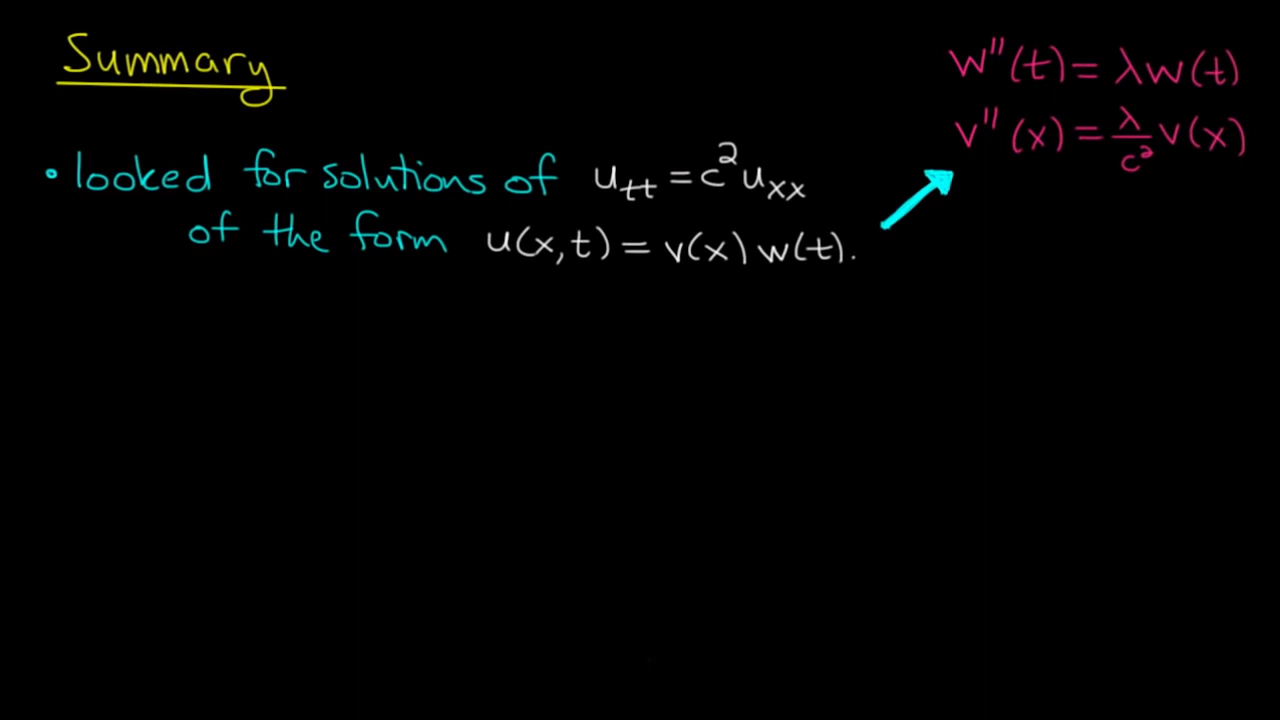 Summary
w''(t) = λw(t)
v''(x) = λ/c² v(x)
• looked for solutions of u_tt = c² u_xx
of the form u(x,t) = v(x) w(t).